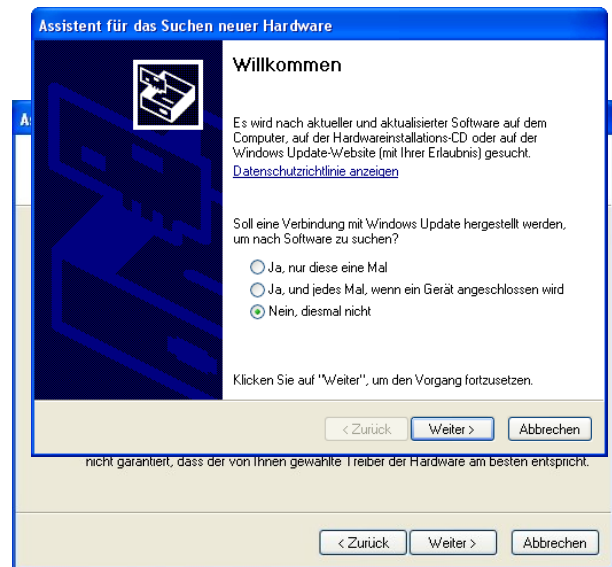 Assistent für das Suchen neuer Hardware
Willkommen
Es wird nach aktueller und aktualisierter Software auf dem
Computer, auf der Hardwareinstallations-CD oder auf der
Windows Update-Website (mit Ihrer Erlaubnis) gesucht.
Datenschutzrichtlinie anzeigen
Soll eine Verbindung mit Windows Update hergestellt werden,
um nach Software zu suchen?
Ja, nur diese eine Mal
Ja, und jedes Mal, wenn ein Gerät angeschlossen wird
Nein, diesmal nicht
Klicken Sie auf "Weiter", um den Vorgang fortzusetzen.
< Zurück Weiter > Abbrechen
nicht garantiert, dass der von Ihnen gewählte Treiber der Hardware am besten entspricht.
< Zurück Weiter > Abbrechen